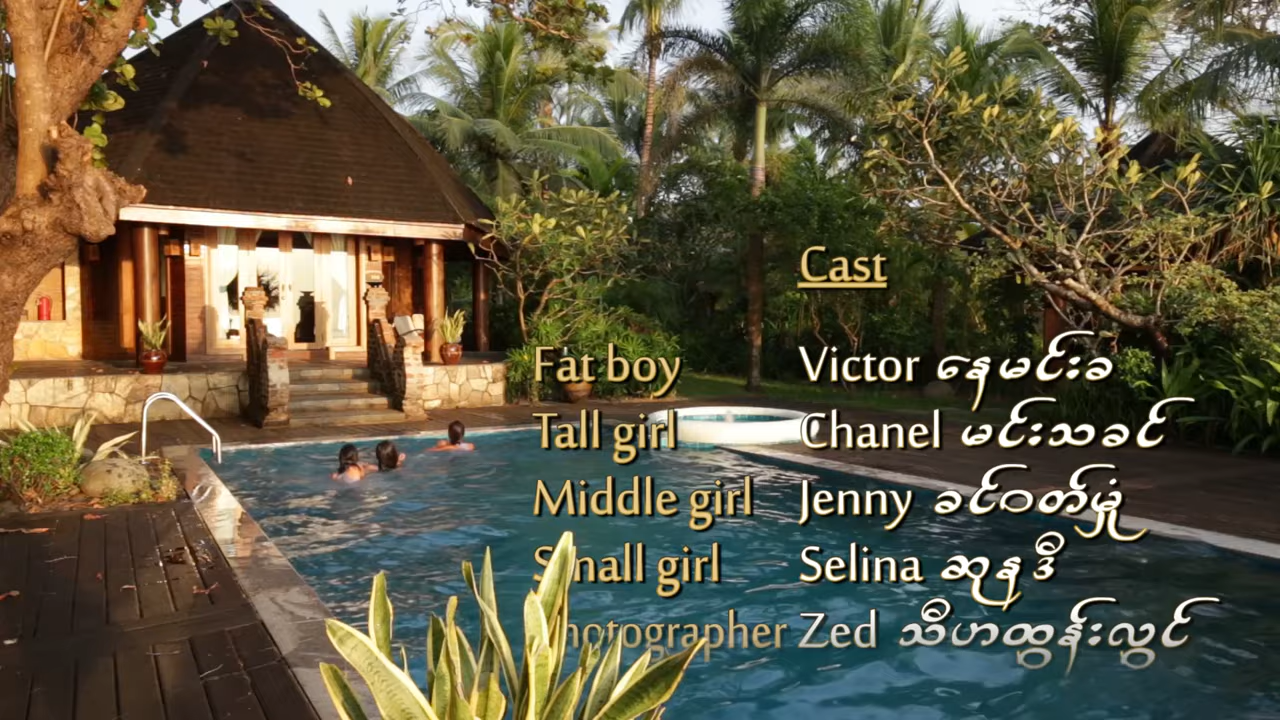 Cast
Fat boy Victor နေမင်းခ
Tall girl Chanel မင်းသခင်
Middle girl Jenny ခင်ဝတ်မှုံ
Small girl Selina ဆုနဒီ
Photographer Zed သီဟထွန်းလွင်